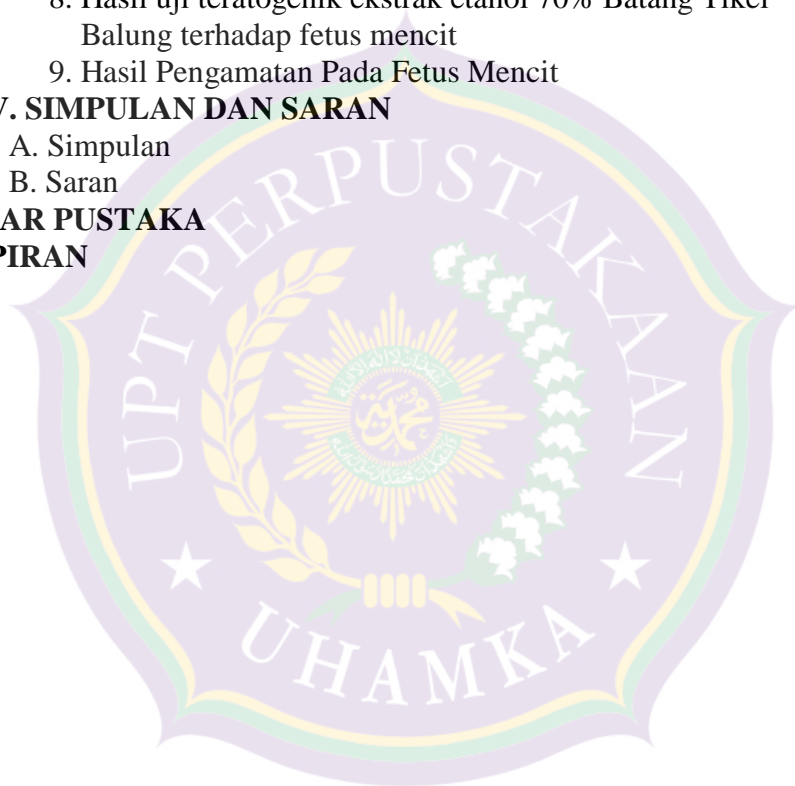 8. Hasil uji teratogenik ekstrak etanol 70% Batang Tikel
Balung terhadap fetus mencit
9. Hasil Pengamatan Pada Fetus Mencit
V. SIMPULAN DAN SARAN
A. Simpulan
B. Saran
AR PUSTAKA
PIRAN
UPT PERPUSTAKAAN
محمدية
UHAMKA